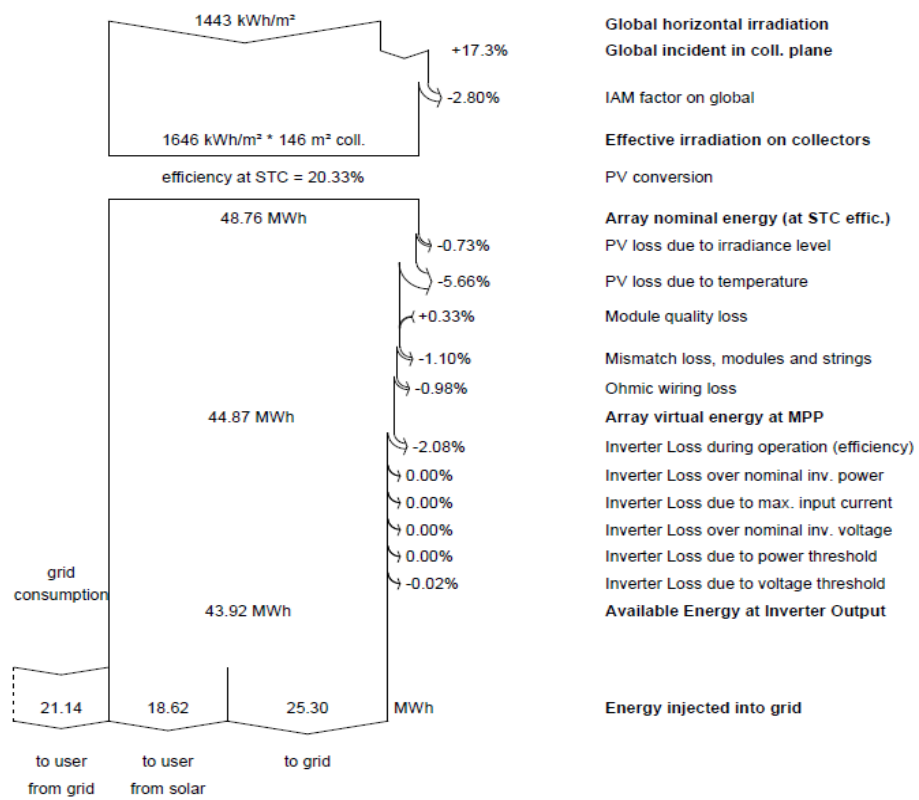 1443 kWh/m² Global horizontal irradiation
+17.3% Global incident in coll. plane
-2.80% IAM factor on global
1646 kWh/m² * 146 m² coll. Effective irradiation on collectors
efficiency at STC = 20.33% PV conversion
48.76 MWh Array nominal energy (at STC effic.)
-0.73% PV loss due to irradiance level
-5.66% PV loss due to temperature
+0.33% Module quality loss
-1.10% Mismatch loss, modules and strings
-0.98% Ohmic wiring loss
44.87 MWh Array virtual energy at MPP
-2.08% Inverter Loss during operation (efficiency)
0.00% Inverter Loss over nominal inv. power
0.00% Inverter Loss due to max. input current
0.00% Inverter Loss over nominal inv. voltage
0.00% Inverter Loss due to power threshold
-0.02% Inverter Loss due to voltage threshold
grid
consumption
43.92 MWh Available Energy at Inverter Output
21.14 18.62 25.30 MWh Energy injected into grid
to user to user to grid
from grid from solar